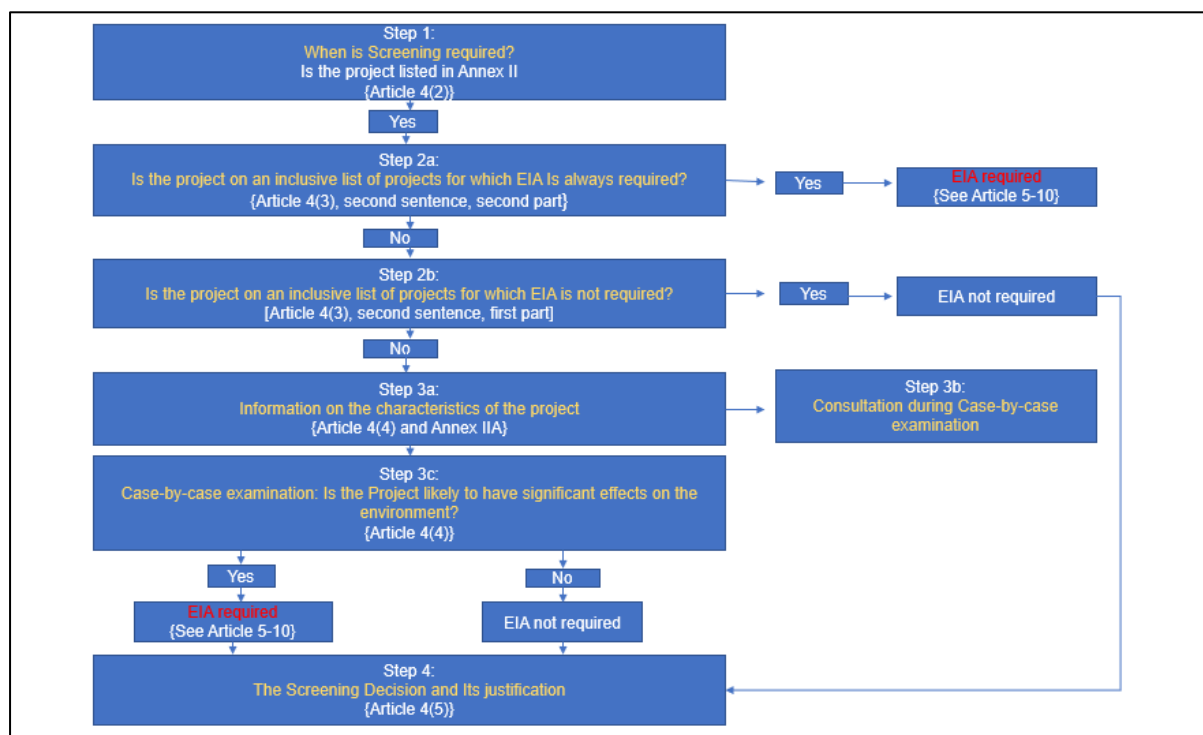 Step 1:
When is Screening required?
Is the project listed in Annex II
{Article 4(2)}
Yes
Step 2a:
Is the project on an inclusive list of projects for which EIA Is always required?
{Article 4(3), second sentence, second part}
Yes
EIA required
{See Article 5-10}
No
Step 2b:
Is the project on an inclusive list of projects for which EIA is not required?
[Article 4(3), second sentence, first part]
Yes
EIA not required
No
Step 3a:
Information on the characteristics of the project
{Article 4(4) and Annex IIA}
Step 3b:
Consultation during Case-by-case
examination
Step 3c:
Case-by-case examination: Is the Project likely to have significant effects on the
environment?
{Article 4(4)}
Yes
No
EIA required
{See Article 5-10}
EIA not required
Step 4:
The Screening Decision and Its justification
{Article 4(5)}